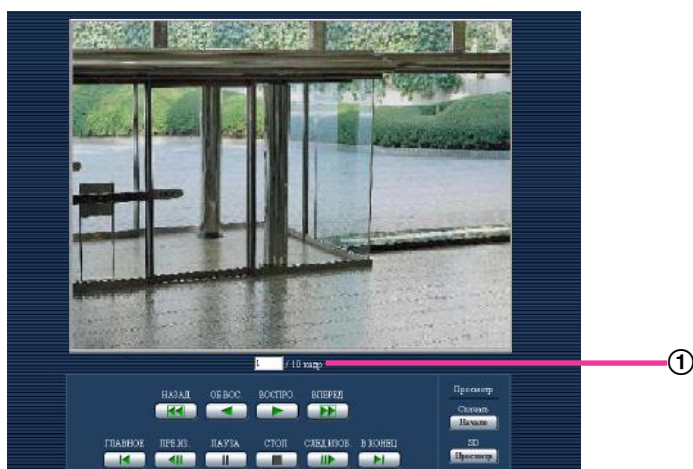 1 / 10 кадр
①
НАЗАД ОБ.ВОС. ВОСПРО. ВПЕРЕД
ГЛАВНОЕ ПРЕ.ИЗ. ПАУЗА СТОП СЛЕД.ИЗОБ. В КОНЕЦ
Просмотр
Скачать
Начало
SD
Просмотр